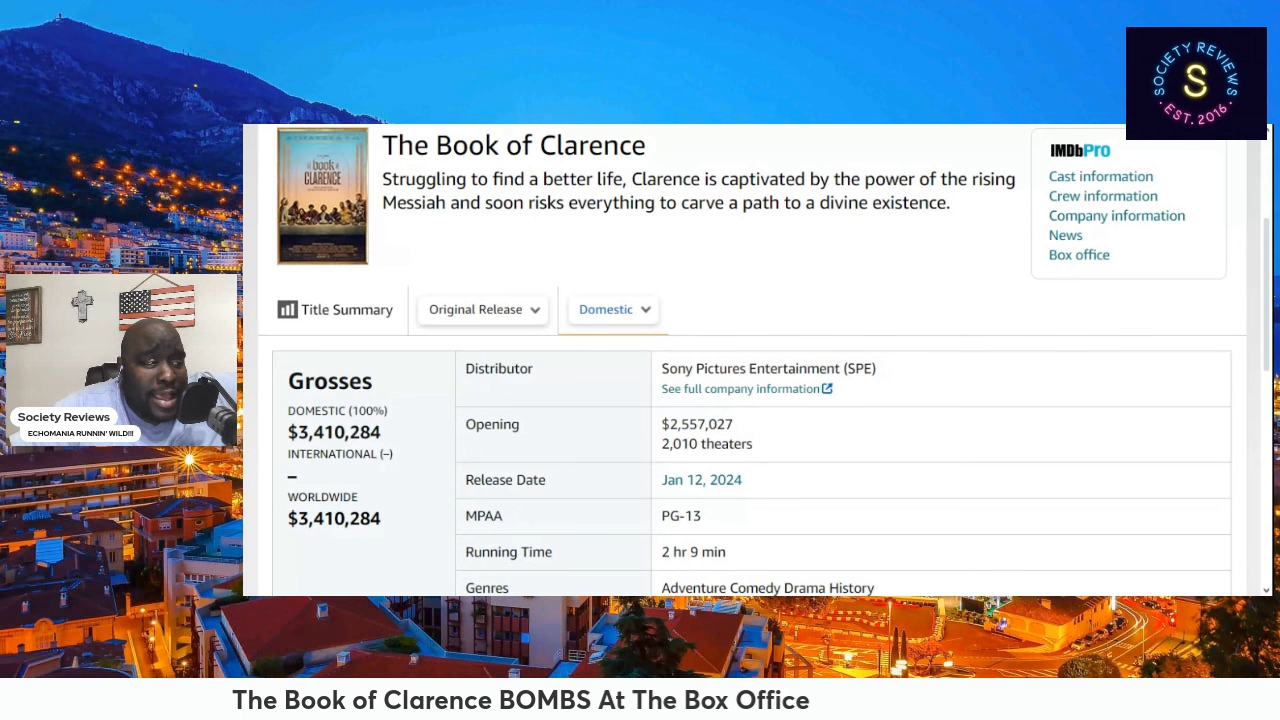 SOCIETY REVIEWS
S
· EST. 2016 ·
The Book of Clarence
Struggling to find a better life, Clarence is captivated by the power of the rising
Messiah and soon risks everything to carve a path to a divine existence.
IMDbPro
Cast information
Crew information
Company information
News
Box office
book of
CLARENCE
Title Summary
Original Release
Domestic
Grosses
DOMESTIC (100%)
$3,410,284
INTERNATIONAL (–)
–
WORLDWIDE
$3,410,284
Distributor
Sony Pictures Entertainment (SPE)
See full company information
Opening
$2,557,027
2,010 theaters
Release Date
Jan 12, 2024
MPAA
PG-13
Running Time
2 hr 9 min
Genres
Adventure Comedy Drama History
Society Reviews
ECHOMANIA RUNNIN' WILD!!!
The Book of Clarence BOMBS At The Box Office